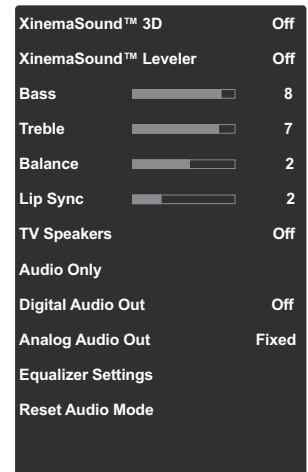 XinemaSound™ 3D Off
XinemaSound™ Leveler Off
Bass 8
Treble 7
Balance 2
Lip Sync 2
TV Speakers Off
Audio Only
Digital Audio Out Off
Analog Audio Out Fixed
Equalizer Settings
Reset Audio Mode